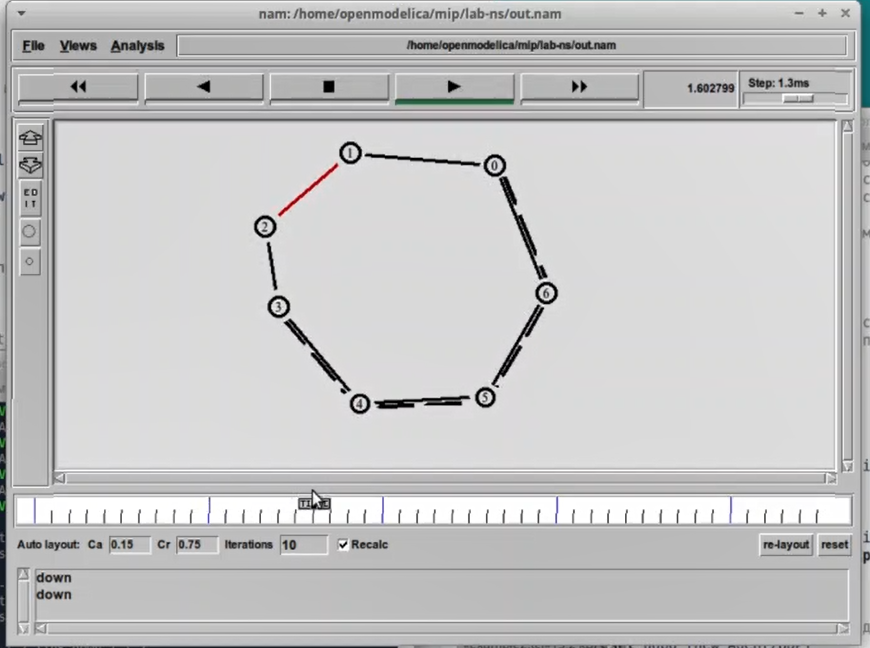 nam: /home/openmodelica/mip/lab-ns/out.nam
File Views Analysis /home/openmodelica/mip/lab-ns/out.nam
1.602799 Step: 1.3ms
1
0
2
ED
IT
6
3
5
4
Auto layout: Ca 0.15 Cr 0.75 Iterations 10 Recalc re-layout reset
down
down